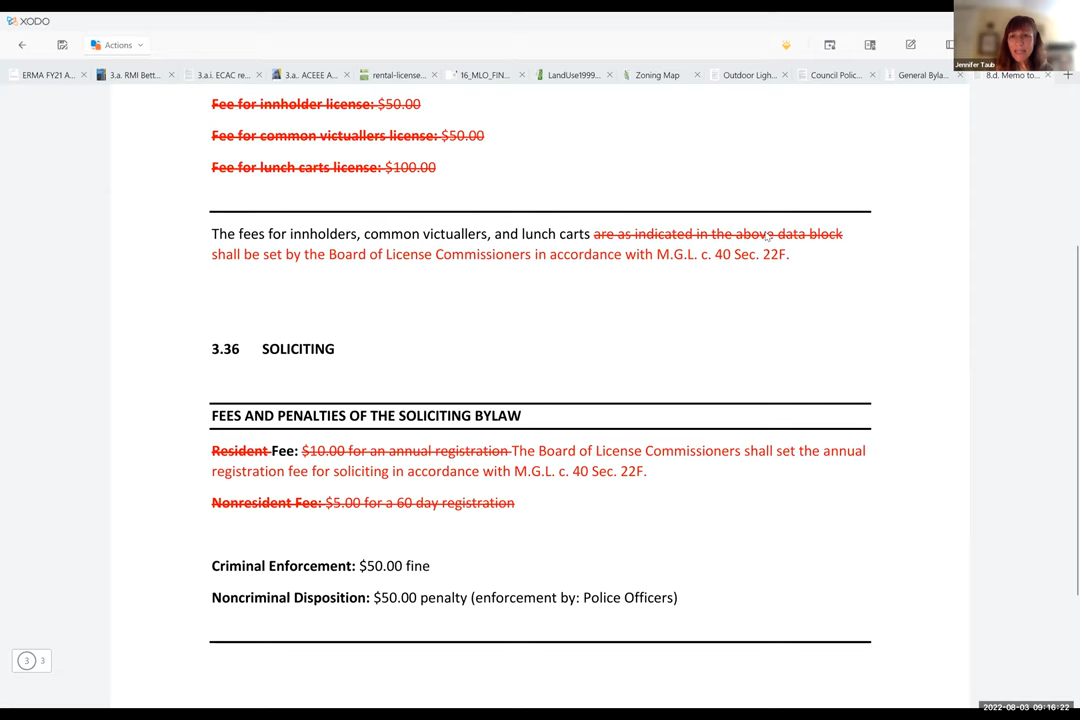 XODO
Actions
ERMA FY21 A...
3.a. RMI Bett...
3.a.i. ECAC re...
3.a.. ACEEE A...
rental-license...
16_MLO_FIN...
LandUse1999...
Zoning Map
Outdoor Ligh...
Council Polic...
General Byla...
8.d. Memo to...
Jennifer Taub
Fee for innholder license: $50.00
Fee for common victuallers license: $50.00
Fee for lunch carts license: $100.00
The fees for innholders, common victuallers, and lunch carts are as indicated in the above data block
shall be set by the Board of License Commissioners in accordance with M.G.L. c. 40 Sec. 22F.
3.36 SOLICITING
FEES AND PENALTIES OF THE SOLICITING BYLAW
Resident Fee: $10.00 for an annual registration The Board of License Commissioners shall set the annual
registration fee for soliciting in accordance with M.G.L. c. 40 Sec. 22F.
Nonresident Fee: $5.00 for a 60 day registration
Criminal Enforcement: $50.00 fine
Noncriminal Disposition: $50.00 penalty (enforcement by: Police Officers)
3 3
2022-08-03 09:16:22